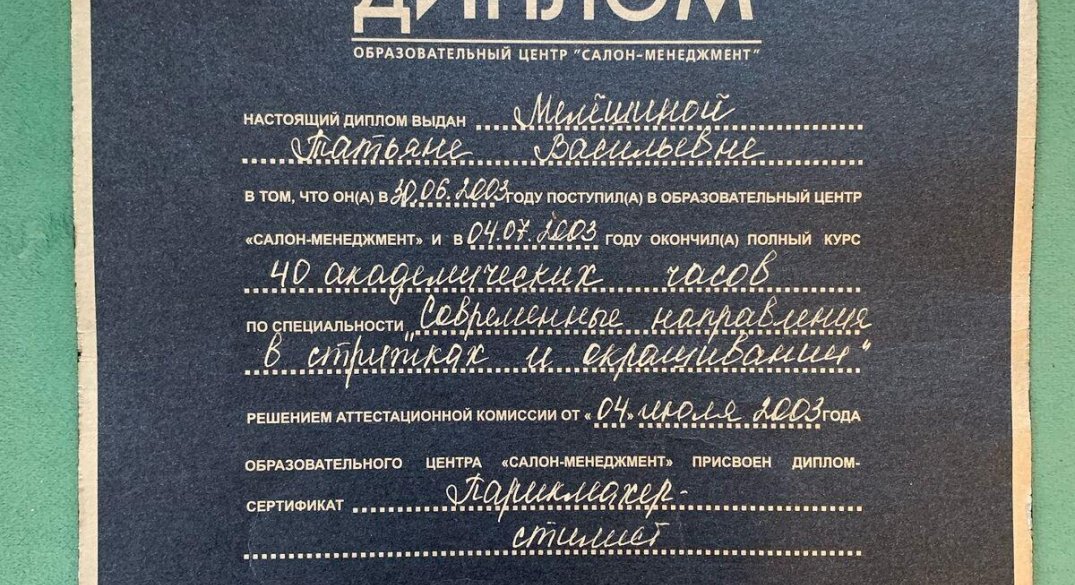 ДИПЛОМ
ОБРАЗОВАТЕЛЬНЫЙ ЦЕНТР "САЛОН-МЕНЕДЖМЕНТ"
НАСТОЯЩИЙ ДИПЛОМ ВЫДАН Мелёшиной
Татьяне Васильевне
В ТОМ, ЧТО ОН(А) В 30.06.2003 ГОДУ ПОСТУПИЛ(А) В ОБРАЗОВАТЕЛЬНЫЙ ЦЕНТР
«САЛОН-МЕНЕДЖМЕНТ» И В 04.07.2003 ГОДУ ОКОНЧИЛ(А) ПОЛНЫЙ КУРС
40 академических часов
ПО СПЕЦИАЛЬНОСТИ "Современные направления
в стрижках и окрашивании"
РЕШЕНИЕМ АТТЕСТАЦИОННОЙ КОМИССИИ ОТ «04» июля 2003 ГОДА
ОБРАЗОВАТЕЛЬНОГО ЦЕНТРА «САЛОН-МЕНЕДЖМЕНТ» ПРИСВОЕН ДИПЛОМ-
СЕРТИФИКАТ Парикмахер-
стилист